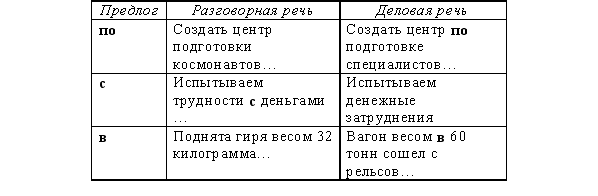 Предлог Разговорная речь Деловая речь
по Создать центр Создать центр по
подготовки подготовке
космонавтов... специалистов...
с Испытываем Испытываем
трудности с деньгами денежные
... затруднения
в Поднята гиря весом 32 Вагон весом в 60
килограмма... тонн сошел с
рельсов...